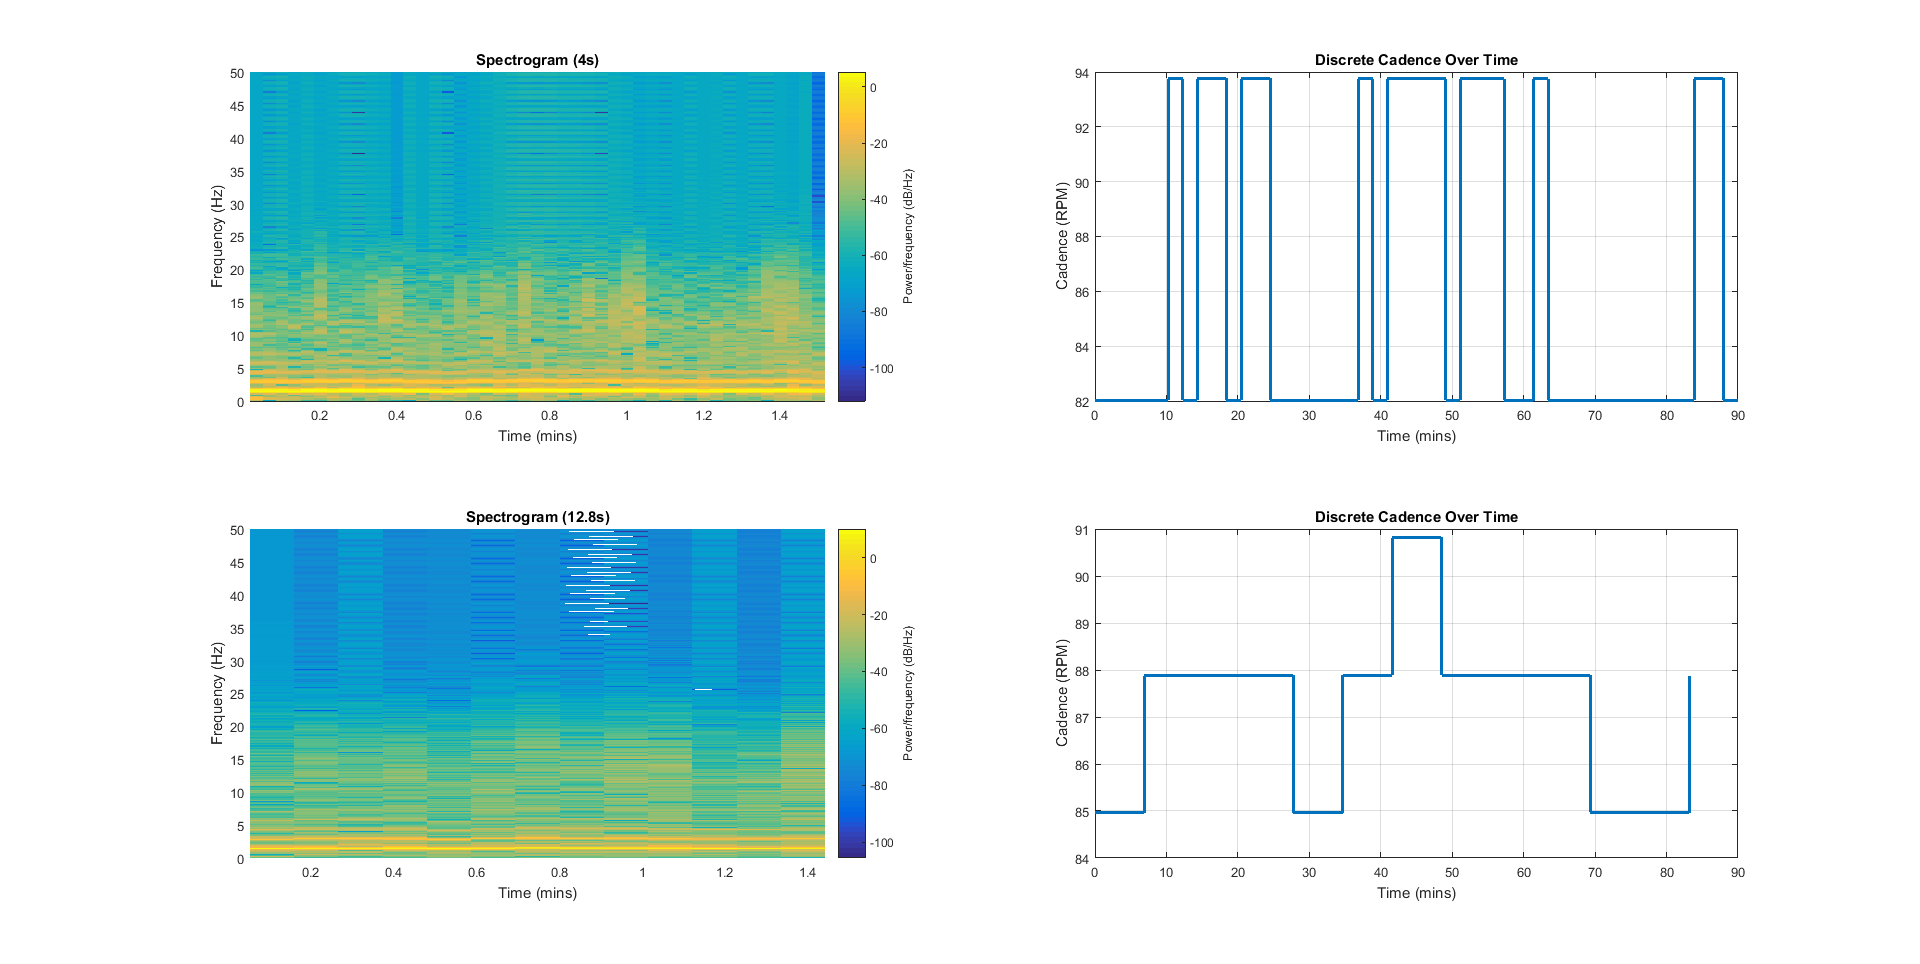 Spectrogram (4s)
50
45
40
35
30
25
20
15
10
5
0
Frequency (Hz)
0.2 0.4 0.6 0.8 1 1.2 1.4
Time (mins)
0
-20
-40
-60
-80
-100
Power/frequency (dB/Hz)
Discrete Cadence Over Time
94
92
90
88
86
84
82
Cadence (RPM)
0 10 20 30 40 50 60 70 80 90
Time (mins)
Spectrogram (12.8s)
50
45
40
35
30
25
20
15
10
5
0
Frequency (Hz)
0.2 0.4 0.6 0.8 1 1.2 1.4
Time (mins)
0
-20
-40
-60
-80
-100
Power/frequency (dB/Hz)
Discrete Cadence Over Time
91
90
89
88
87
86
85
84
Cadence (RPM)
0 10 20 30 40 50 60 70 80 90
Time (mins)